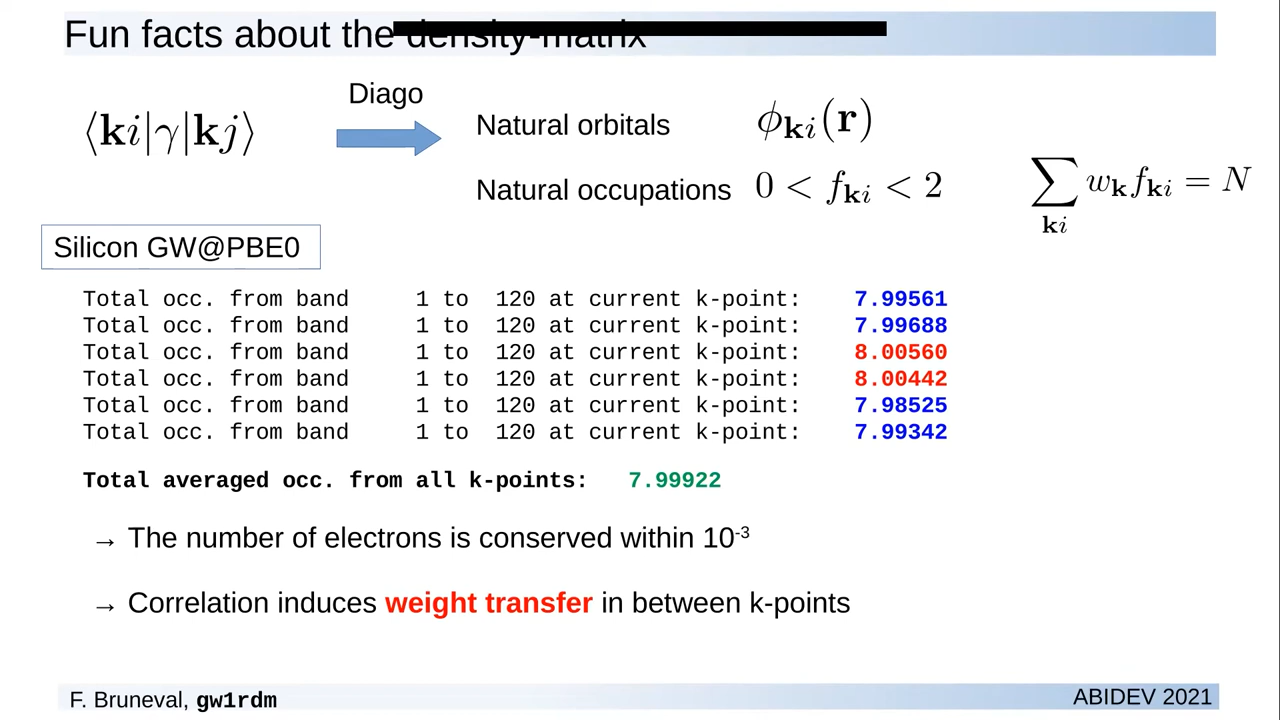 Fun facts about the density-matrix
Diago
⟨ki|γ|kj⟩
Natural orbitals ϕ_ki(r)
Natural occupations 0 < f_ki < 2
∑_ki w_k f_ki = N
Silicon GW@PBE0
Total occ. from band 1 to 120 at current k-point: 7.99561
Total occ. from band 1 to 120 at current k-point: 7.99688
Total occ. from band 1 to 120 at current k-point: 8.00560
Total occ. from band 1 to 120 at current k-point: 8.00442
Total occ. from band 1 to 120 at current k-point: 7.98525
Total occ. from band 1 to 120 at current k-point: 7.99342
Total averaged occ. from all k-points: 7.99922
→ The number of electrons is conserved within 10⁻³
→ Correlation induces weight transfer in between k-points
F. Bruneval, gw1rdm
ABIDEV 2021